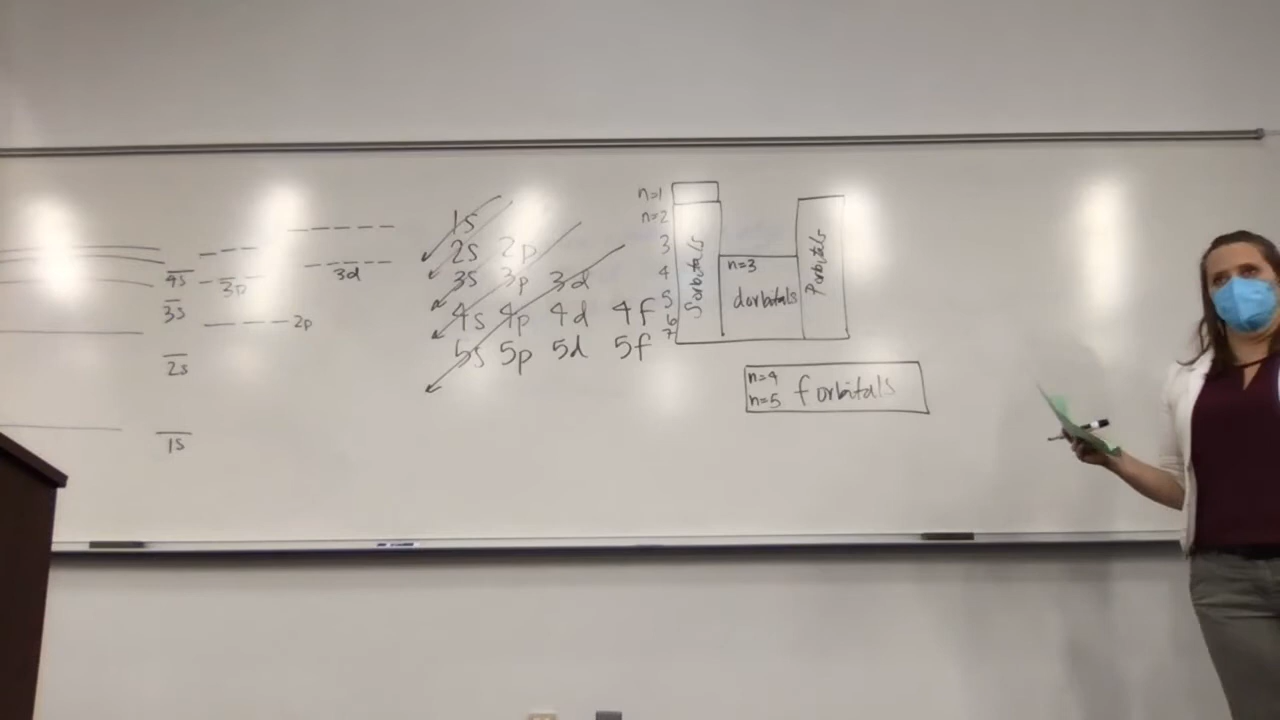 4s
3p
3d
3s
2p
2s
1s
1s
2s 2p
3s 3p 3d
4s 4p 4d 4f
5s 5p 5d 5f
n=1
n=2
3
4
5
6
7
S orbitals
n=3
d orbitals
P orbitals
n=4
n=5
f orbitals